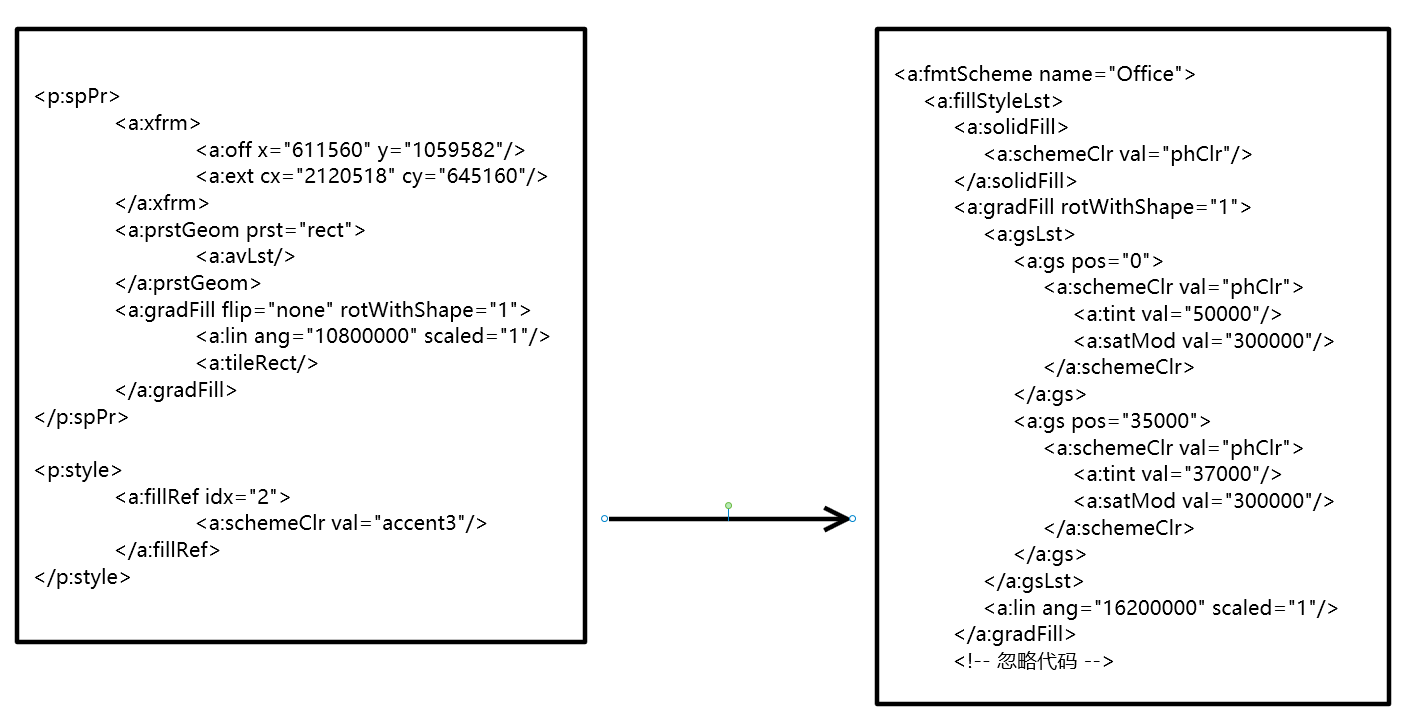 <p:spPr>
<a:xfrm>
<a:off x="611560" y="1059582"/>
<a:ext cx="2120518" cy="645160"/>
</a:xfrm>
<a:prstGeom prst="rect">
<a:avLst/>
</a:prstGeom>
<a:gradFill flip="none" rotWithShape="1">
<a:lin ang="10800000" scaled="1"/>
<a:tileRect/>
</a:gradFill>
</p:spPr>
<p:style>
<a:fillRef idx="2">
<a:schemeClr val="accent3"/>
</a:fillRef>
</p:style>
<a:fmtScheme name="Office">
<a:fillStyleLst>
<a:solidFill>
<a:schemeClr val="phClr"/>
</a:solidFill>
<a:gradFill rotWithShape="1">
<a:gsLst>
<a:gs pos="0">
<a:schemeClr val="phClr">
<a:tint val="50000"/>
<a:satMod val="300000"/>
</a:schemeClr>
</a:gs>
<a:gs pos="35000">
<a:schemeClr val="phClr">
<a:tint val="37000"/>
<a:satMod val="300000"/>
</a:schemeClr>
</a:gs>
</a:gsLst>
<a:lin ang="16200000" scaled="1"/>
</a:gradFill>
<!-- 忽略代码 -->